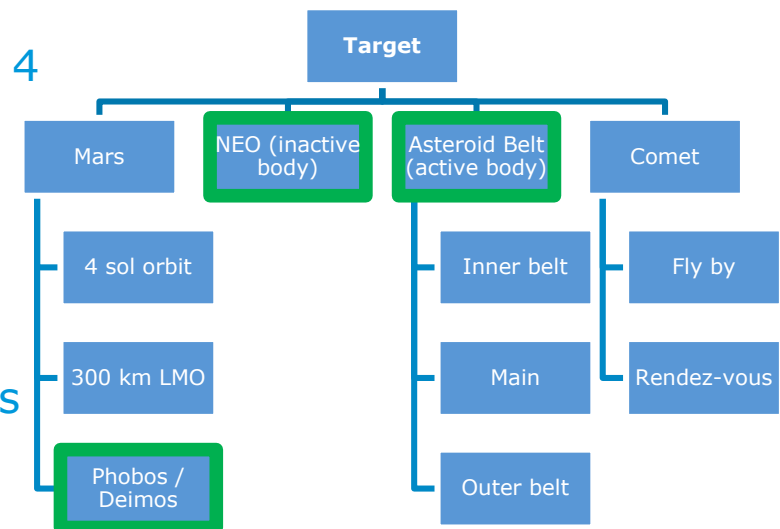 Target
4
Mars
NEO (inactive
body)
Asteroid Belt
(active body)
Comet
4 sol orbit
Inner belt
Fly by
300 km LMO
Main
Rendez-vous
s
Phobos /
Deimos
Outer belt